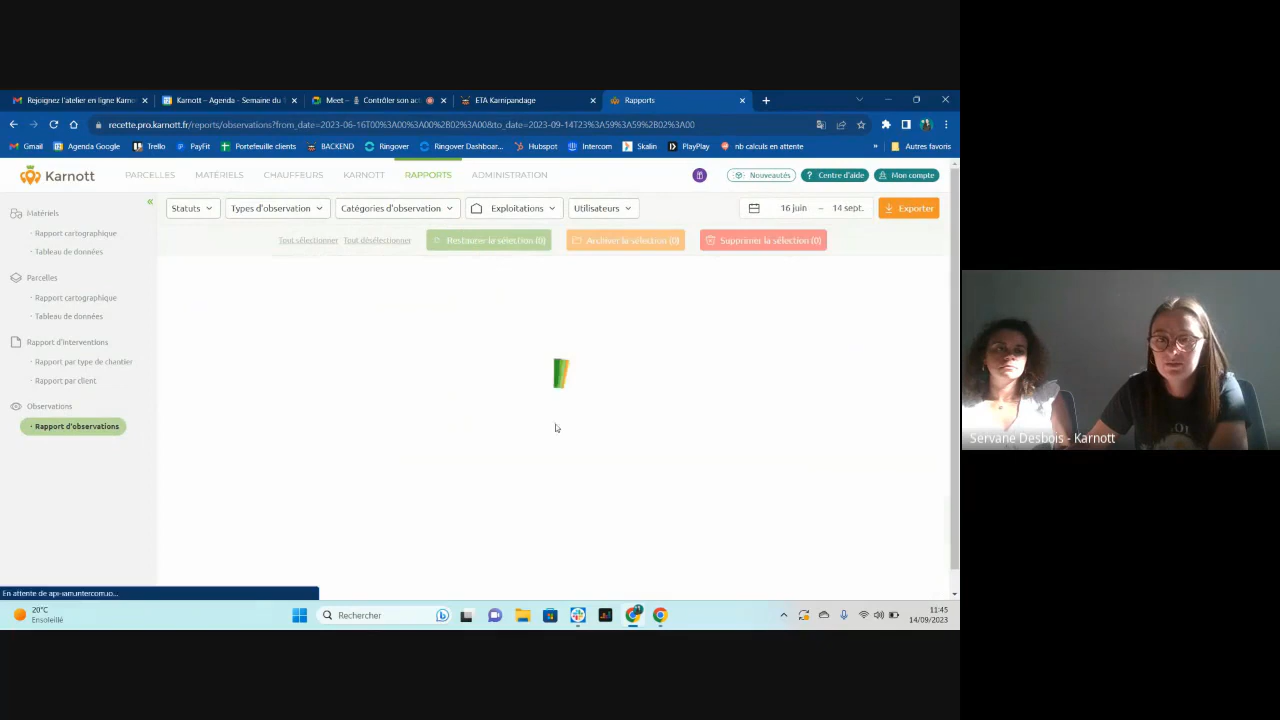 Rejoignez l'atelier en ligne Karno
Karnott – Agenda - Semaine du
Meet – Contrôler son ac
ETA Karnipandage
Rapports
recette.pro.karnott.fr/reports/observations?from_date=2023-06-16T00%3A00%3A00%2B02%3A00&to_date=2023-09-14T23%3A59%3A59%2B02%3A00
Gmail Agenda Google Trello PayFit Portefeuille clients BACKEND Ringover Ringover Dashboar... Hubspot Intercom Skalin PlayPlay nb calculs en attente » Autres favoris
Karnott PARCELLES MATÉRIELS CHAUFFEURS KARNOTT RAPPORTS ADMINISTRATION Nouveautés Centre d'aide Mon compte
Statuts Types d'observation Catégories d'observation Exploitations Utilisateurs 16 juin – 14 sept. Exporter
Tout sélectionner Tout désélectionner Restaurer la sélection (0) Archiver la sélection (0) Supprimer la sélection (0)
Matériels
· Rapport cartographique
· Tableau de données
Parcelles
· Rapport cartographique
· Tableau de données
Rapport d'interventions
· Rapport par type de chantier
· Rapport par client
Observations
· Rapport d'observations
Servane Desbois - Karnott
En attente de api-iam.intercom.io...
20°C
Ensoleillé
Rechercher
11:45
14/09/2023